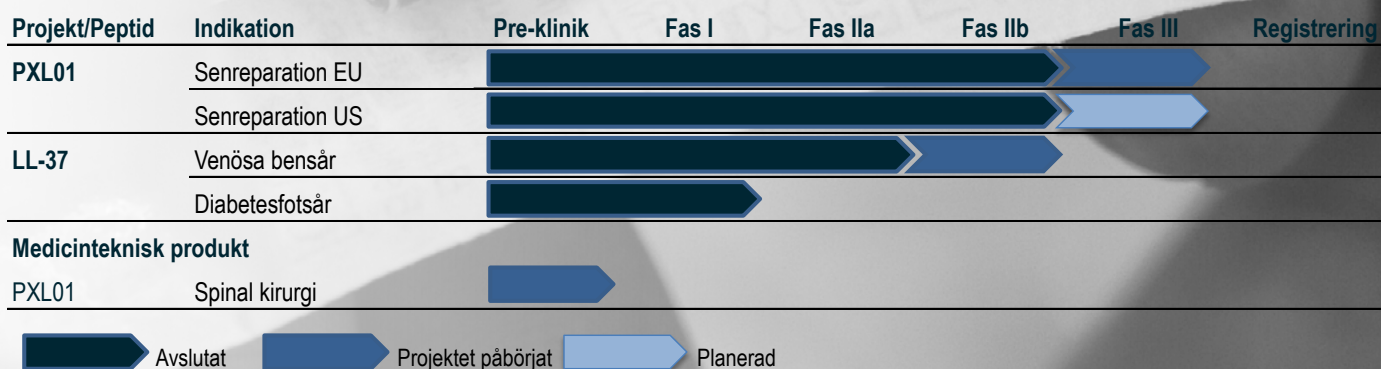 Projekt/Peptid Indikation Pre-klinik Fas I Fas IIa Fas IIb Fas III Registrering
PXL01 Senreparation EU
Senreparation US
LL-37 Venösa bensår
Diabetesfotsår
Medicinteknisk produkt
PXL01 Spinal kirurgi
Avslutat Projektet påbörjat Planerad